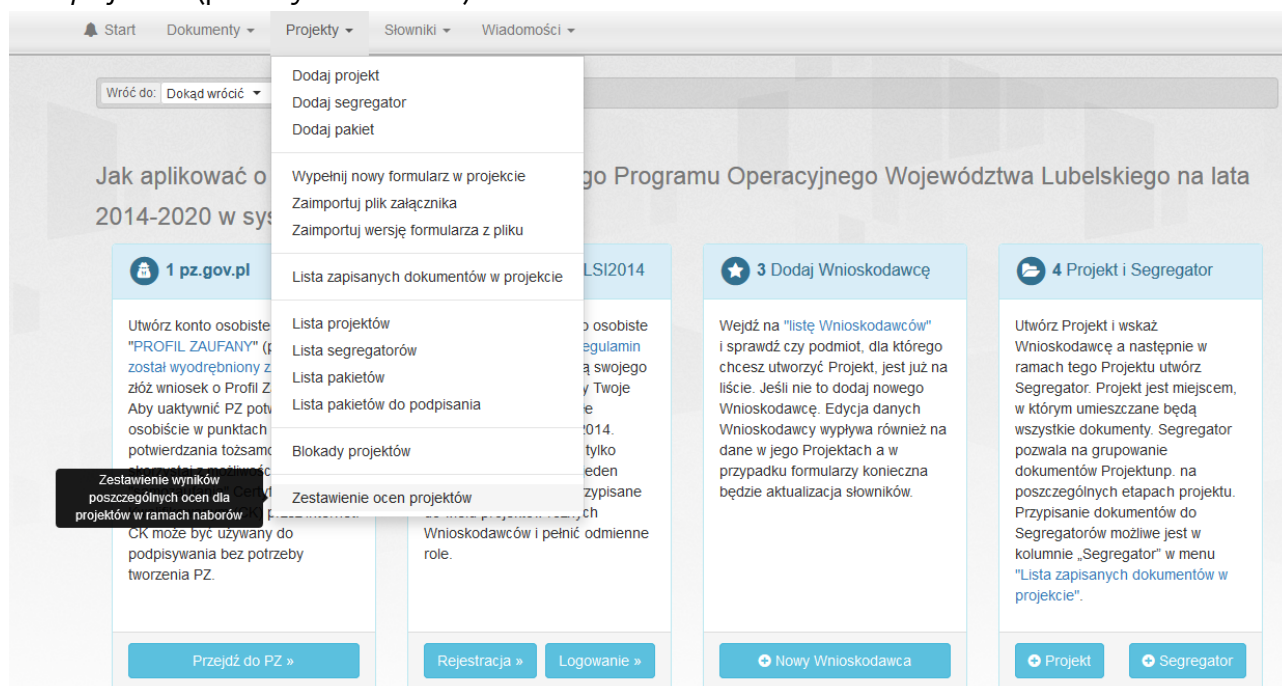 Start Dokumenty Projekty Słowniki Wiadomości
Wróć do: Dokąd wrócić
Dodaj projekt
Dodaj segregator
Dodaj pakiet
Wypełnij nowy formularz w projekcie
Zaimportuj plik załącznika
Zaimportuj wersję formularza z pliku
Lista zapisanych dokumentów w projekcie
Lista projektów
Lista segregatorów
Lista pakietów
Lista pakietów do podpisania
Blokady projektów
Zestawienie ocen projektów
Zestawienie wyników
poszczególnych ocen dla
projektów w ramach naborów
Jak aplikować o go Programu Operacyjnego Województwa Lubelskiego na lata
2014-2020 w sys
1 pz.gov.pl
Utwórz konto osobiste
"PROFIL ZAUFANY" (p
został wyodrębniony z
złóż wniosek o Profil Z
Aby uaktywnić PZ potw
osobiście w punktach
potwierdzania tożsamo
CK może być używany do
podpisywania bez potrzeby
tworzenia PZ.
Przejdź do PZ »
LSI2014
o osobiste
egulamin
ą swojego
y Twoje
2014.
tylko
eden
rzypisane
Wnioskodawców i pełnić odmienne
role.
Rejestracja » Logowanie »
3 Dodaj Wnioskodawcę
Wejdź na "listę Wnioskodawców"
i sprawdź czy podmiot, dla którego
chcesz utworzyć Projekt, jest już na
liście. Jeśli nie to dodaj nowego
Wnioskodawcę. Edycja danych
Wnioskodawcy wypływa również na
dane w jego Projektach a w
przypadku formularzy konieczna
będzie aktualizacja słowników.
Nowy Wnioskodawca
4 Projekt i Segregator
Utwórz Projekt i wskaż
Wnioskodawcę a następnie w
ramach tego Projektu utwórz
Segregator. Projekt jest miejscem,
w którym umieszczane będą
wszystkie dokumenty. Segregator
pozwala na grupowanie
dokumentów Projektunp. na
poszczególnych etapach projektu.
Przypisanie dokumentów do
Segregatorów możliwe jest w
kolumnie „Segregator" w menu
"Lista zapisanych dokumentów w
projekcie".
Projekt Segregator